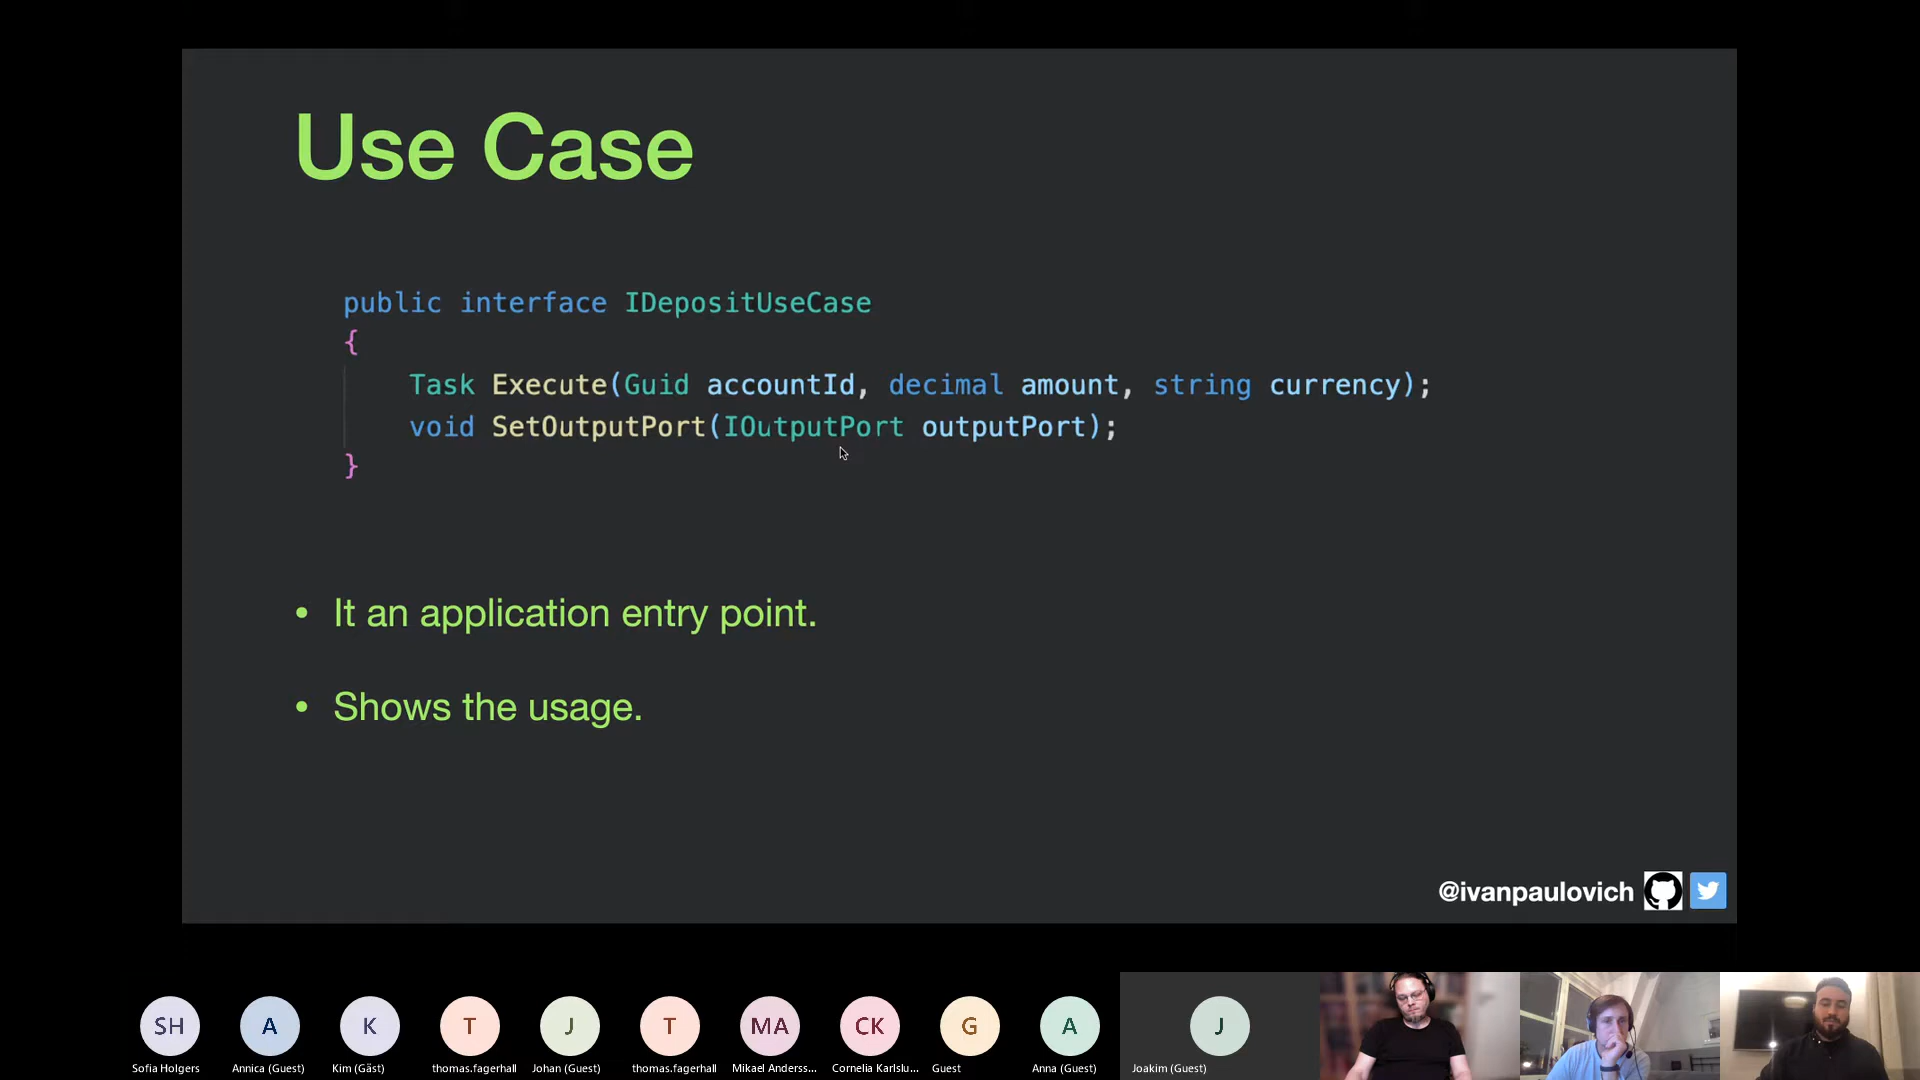 Use Case
public interface IDepositUseCase
{
Task Execute(Guid accountId, decimal amount, string currency);
void SetOutputPort(IOutputPort outputPort);
}
• It an application entry point.
• Shows the usage.
@ivanpaulovich
SH A K T J T MA CK G A J
Sofia Holgers Annica (Guest) Kim (Gäst) thomas.fagerhall Johan (Guest) thomas.fagerhall Mikael Anderss... Cornelia Karlslu... Guest Anna (Guest) Joakim (Guest)